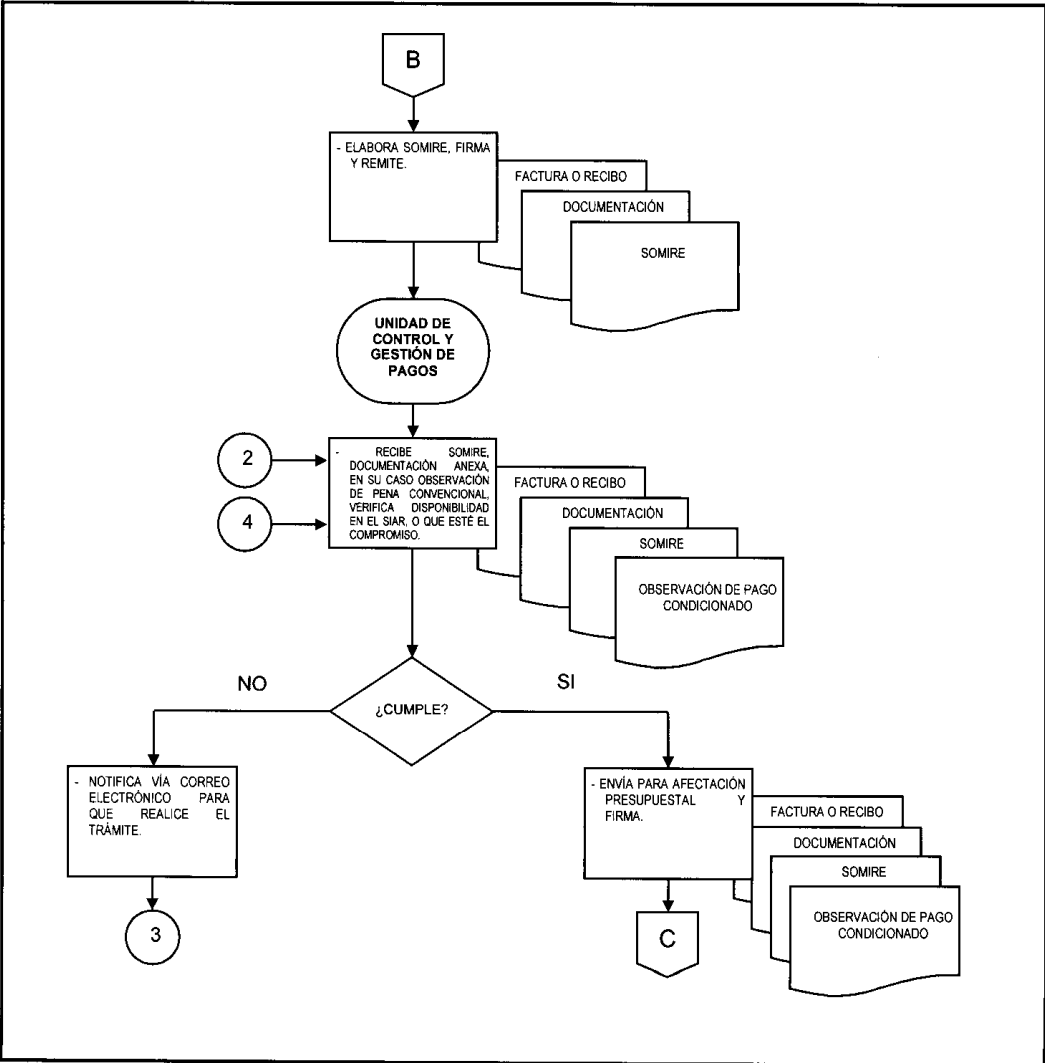 B
- ELABORA SOMIRE, FIRMA
Y REMITE.
FACTURA O RECIBO
DOCUMENTACIÓN
SOMIRE
UNIDAD DE
CONTROL Y
GESTIÓN DE
PAGOS
2
4
- RECIBE SOMIRE,
DOCUMENTACIÓN ANEXA,
EN SU CASO OBSERVACIÓN
DE PENA CONVENCIONAL,
VERIFICA DISPONIBILIDAD
EN EL SIAR, O QUE ESTÉ EL
COMPROMISO.
FACTURA O RECIBO
DOCUMENTACIÓN
SOMIRE
OBSERVACIÓN DE PAGO
CONDICIONADO
NO
¿CUMPLE?
SI
- NOTIFICA VÍA CORREO
ELECTRÓNICO PARA
QUE REALICE EL
TRÁMITE.
3
- ENVÍA PARA AFECTACIÓN
PRESUPUESTAL Y
FIRMA.
FACTURA O RECIBO
DOCUMENTACIÓN
SOMIRE
OBSERVACIÓN DE PAGO
CONDICIONADO
C